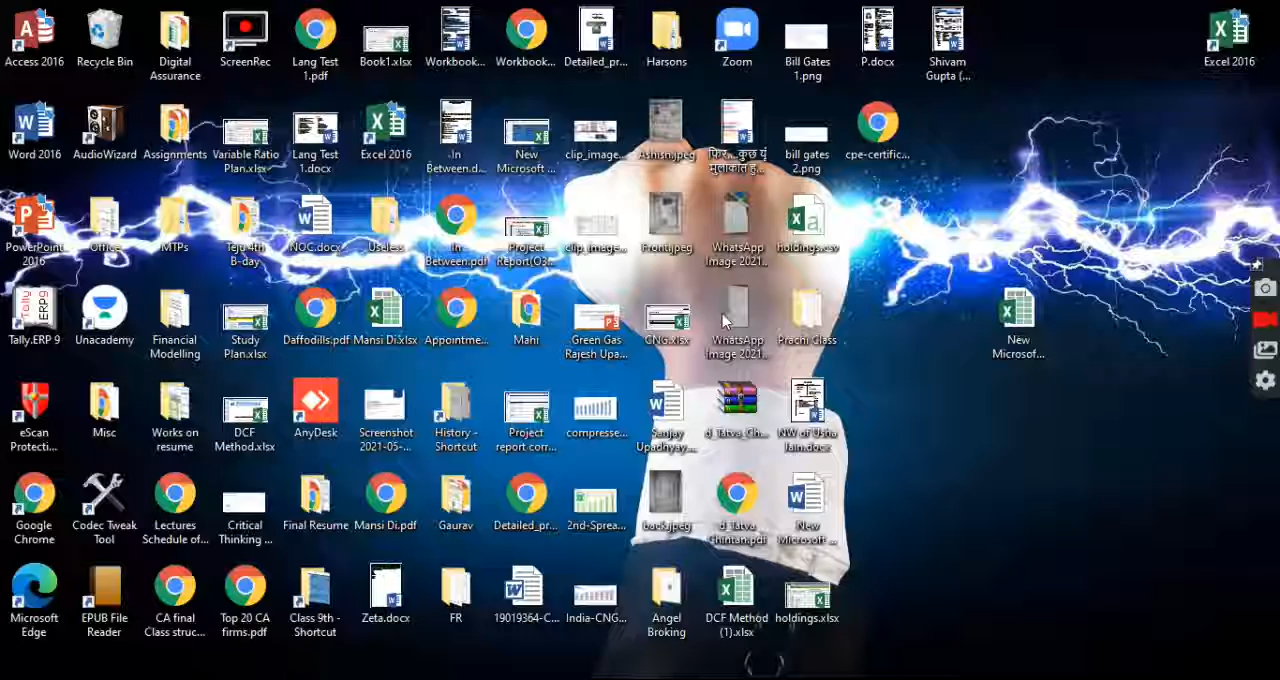 Access 2016
Recycle Bin
Digital
Assurance
ScreenRec
Lang Test
1.pdf
Book1.xlsx
Workbook...
Workbook...
Detailed_pr...
Harsons
Zoom
Bill Gates
1.png
P.docx
Shivam
Gupta (...
Excel 2016
Word 2016
AudioWizard
Assignments
Variable Ratio
Plan.xlsx
Lang Test
1.docx
Excel 2016
In
Between.d...
New
Microsoft ...
clip_image...
Ashish.jpeg
फिर...कुछ यूं
मुलाकात हु...
bill gates
2.png
cpe-certific...
PowerPoint
2016
Office
MTPs
Teju 4th
B-day
NOC.docx
Useless
In
Between.pdf
Project
Report(O3...
clip_image...
Front.jpeg
WhatsApp
Image 2021...
holdings.csv
Tally.ERP 9
Unacademy
Financial
Modelling
Study
Plan.xlsx
Daffodills.pdf
Mansi Di.xlsx
Appointme...
Mahi
Green Gas
Rajesh Upa...
CNG.xlsx
WhatsApp
Image 2021...
Prachi Class
New
Microsof...
eScan
Protecti...
Misc
Works on
resume
DCF
Method.xlsx
AnyDesk
Screenshot
2021-05-...
History -
Shortcut
Project
report corr...
compresse...
Sanjay
Upadhyay...
d_Tatva_Ch...
NW of Usha
Jain.docx
Google
Chrome
Codec Tweak
Tool
Lectures
Schedule of...
Critical
Thinking ...
Final Resume
Mansi Di.pdf
Gaurav
Detailed_pr...
2nd-Sprea...
back.jpeg
d_Tatva
Chintan.pdf
New
Microsoft ...
Microsoft
Edge
EPUB File
Reader
CA final
Class struc...
Top 20 CA
firms.pdf
Class 9th -
Shortcut
Zeta.docx
FR
19019364-C...
India-CNG...
Angel
Broking
DCF Method
(1).xlsx
holdings.xlsx